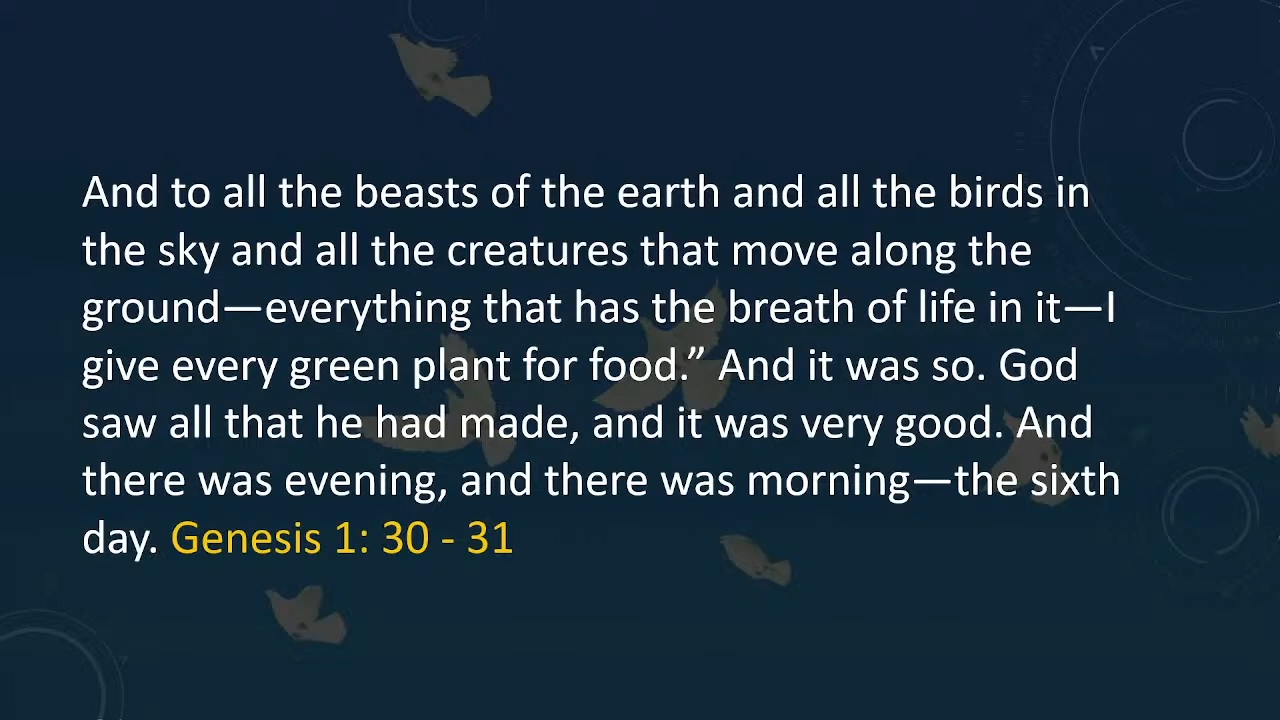 And to all the beasts of the earth and all the birds in
the sky and all the creatures that move along the
ground—everything that has the breath of life in it—I
give every green plant for food.” And it was so. God
saw all that he had made, and it was very good. And
there was evening, and there was morning—the sixth
day. Genesis 1: 30 - 31